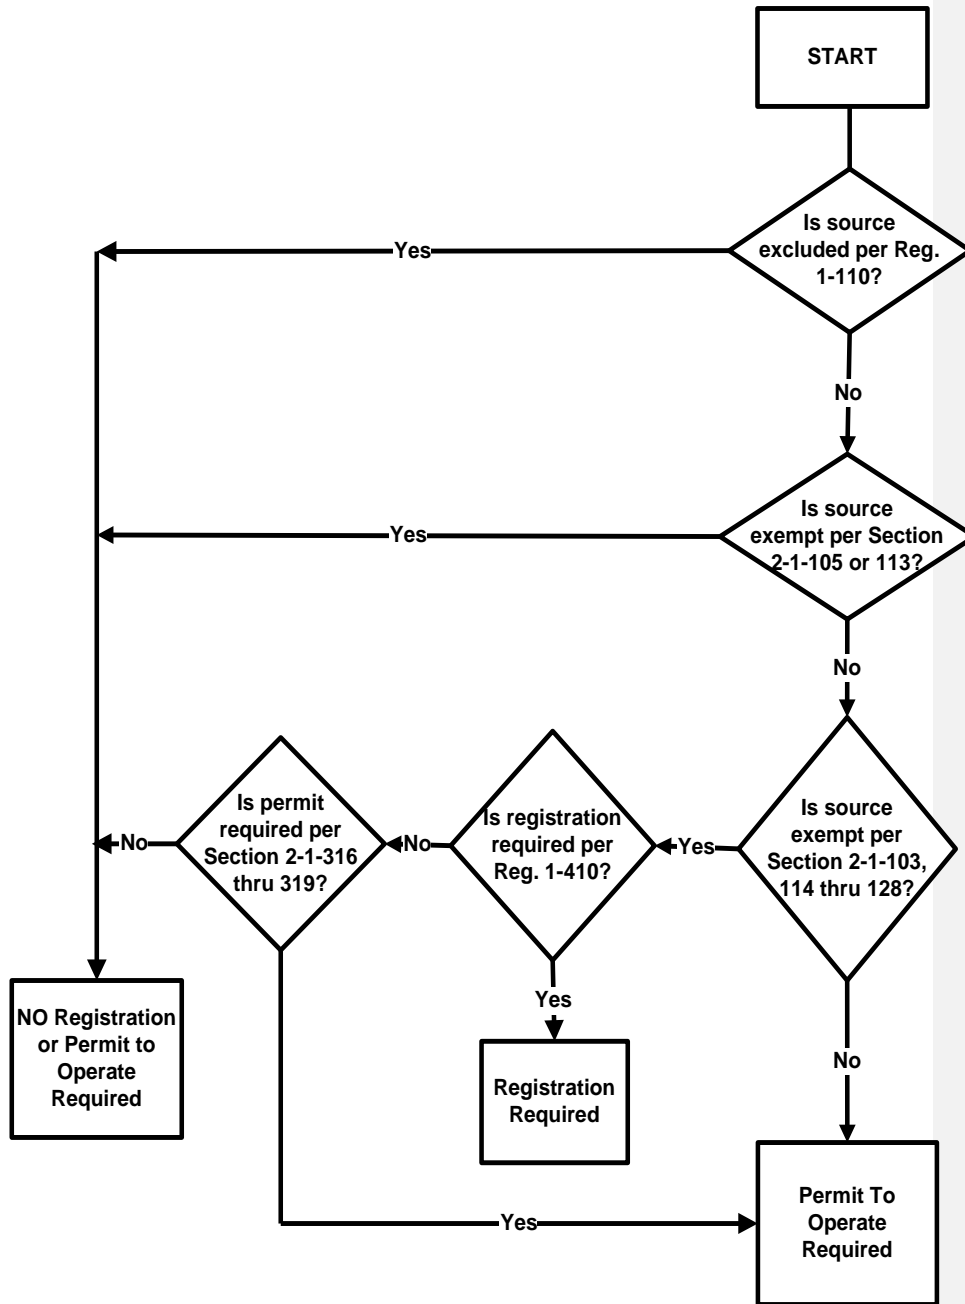 START
Is source
excluded per Reg.
1-110?
Yes
No
Is source
exempt per Section
2-1-105 or 113?
Yes
No
Is source
exempt per
Section 2-1-103,
114 thru 128?
Yes
Is registration
required per
Reg. 1-410?
No
Is permit
required per
Section 2-1-316
thru 319?
No
NO Registration
or Permit to
Operate
Required
Yes
Registration
Required
No
Yes
Permit To
Operate
Required